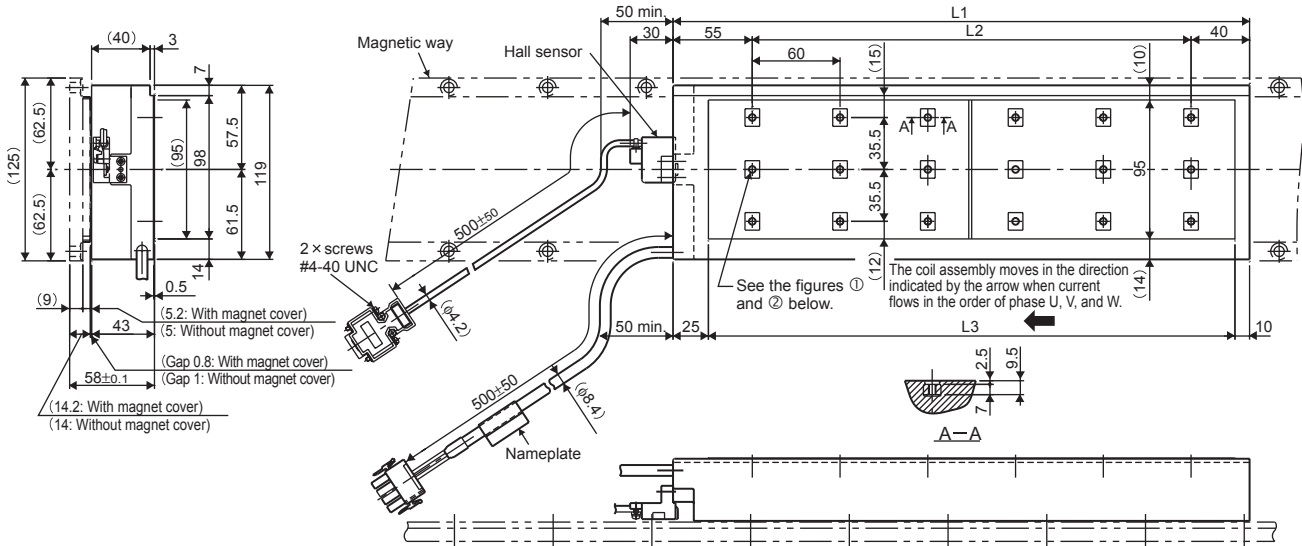 50 min.
L1
(40)
3
30
55
L2
40
Magnetic way
Hall sensor
60
(15)
(10)
7
(125)
(62.5)
(62.5)
(95)
98
57.5
119
61.5
14
A
A
35.5
35.5
95
500±50
2×screws
#4-40 UNC
(φ4.2)
0.5
(9)
(5.2: With magnet cover)
(5: Without magnet cover)
43
(Gap 0.8: With magnet cover)
(Gap 1: Without magnet cover)
58±0.1
(14.2: With magnet cover)
(14: Without magnet cover)
See the figures ①
and ② below.
(12)
The coil assembly moves in the direction
indicated by the arrow when current
flows in the order of phase U, V, and W.
(14)
50 min.
25
L3
10
500±50
(φ8.4)
Nameplate
2.5
9.5
7
A-A